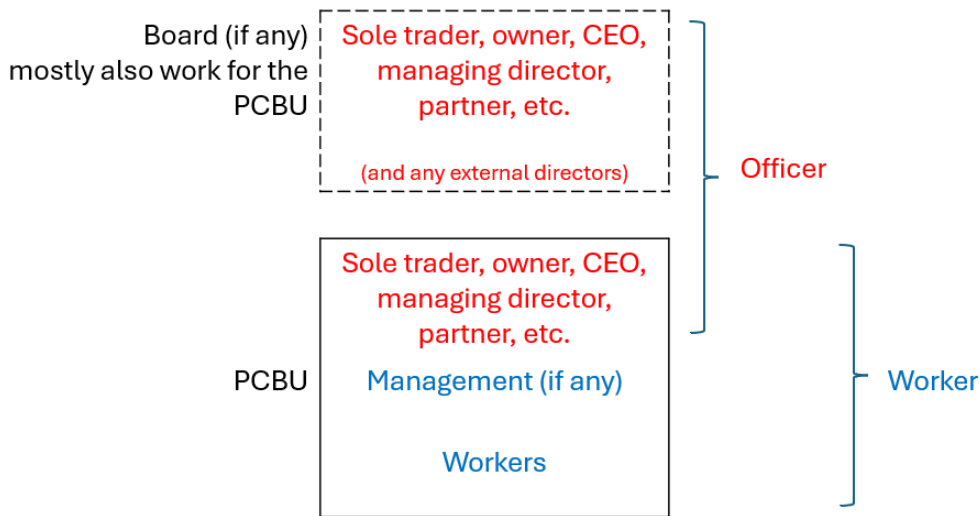 Board (if any)
mostly also work for the
PCBU
Sole trader, owner, CEO,
managing director,
partner, etc.
(and any external directors)
Officer
Sole trader, owner, CEO,
managing director,
partner, etc.
PCBU
Management (if any)
Workers
Worker